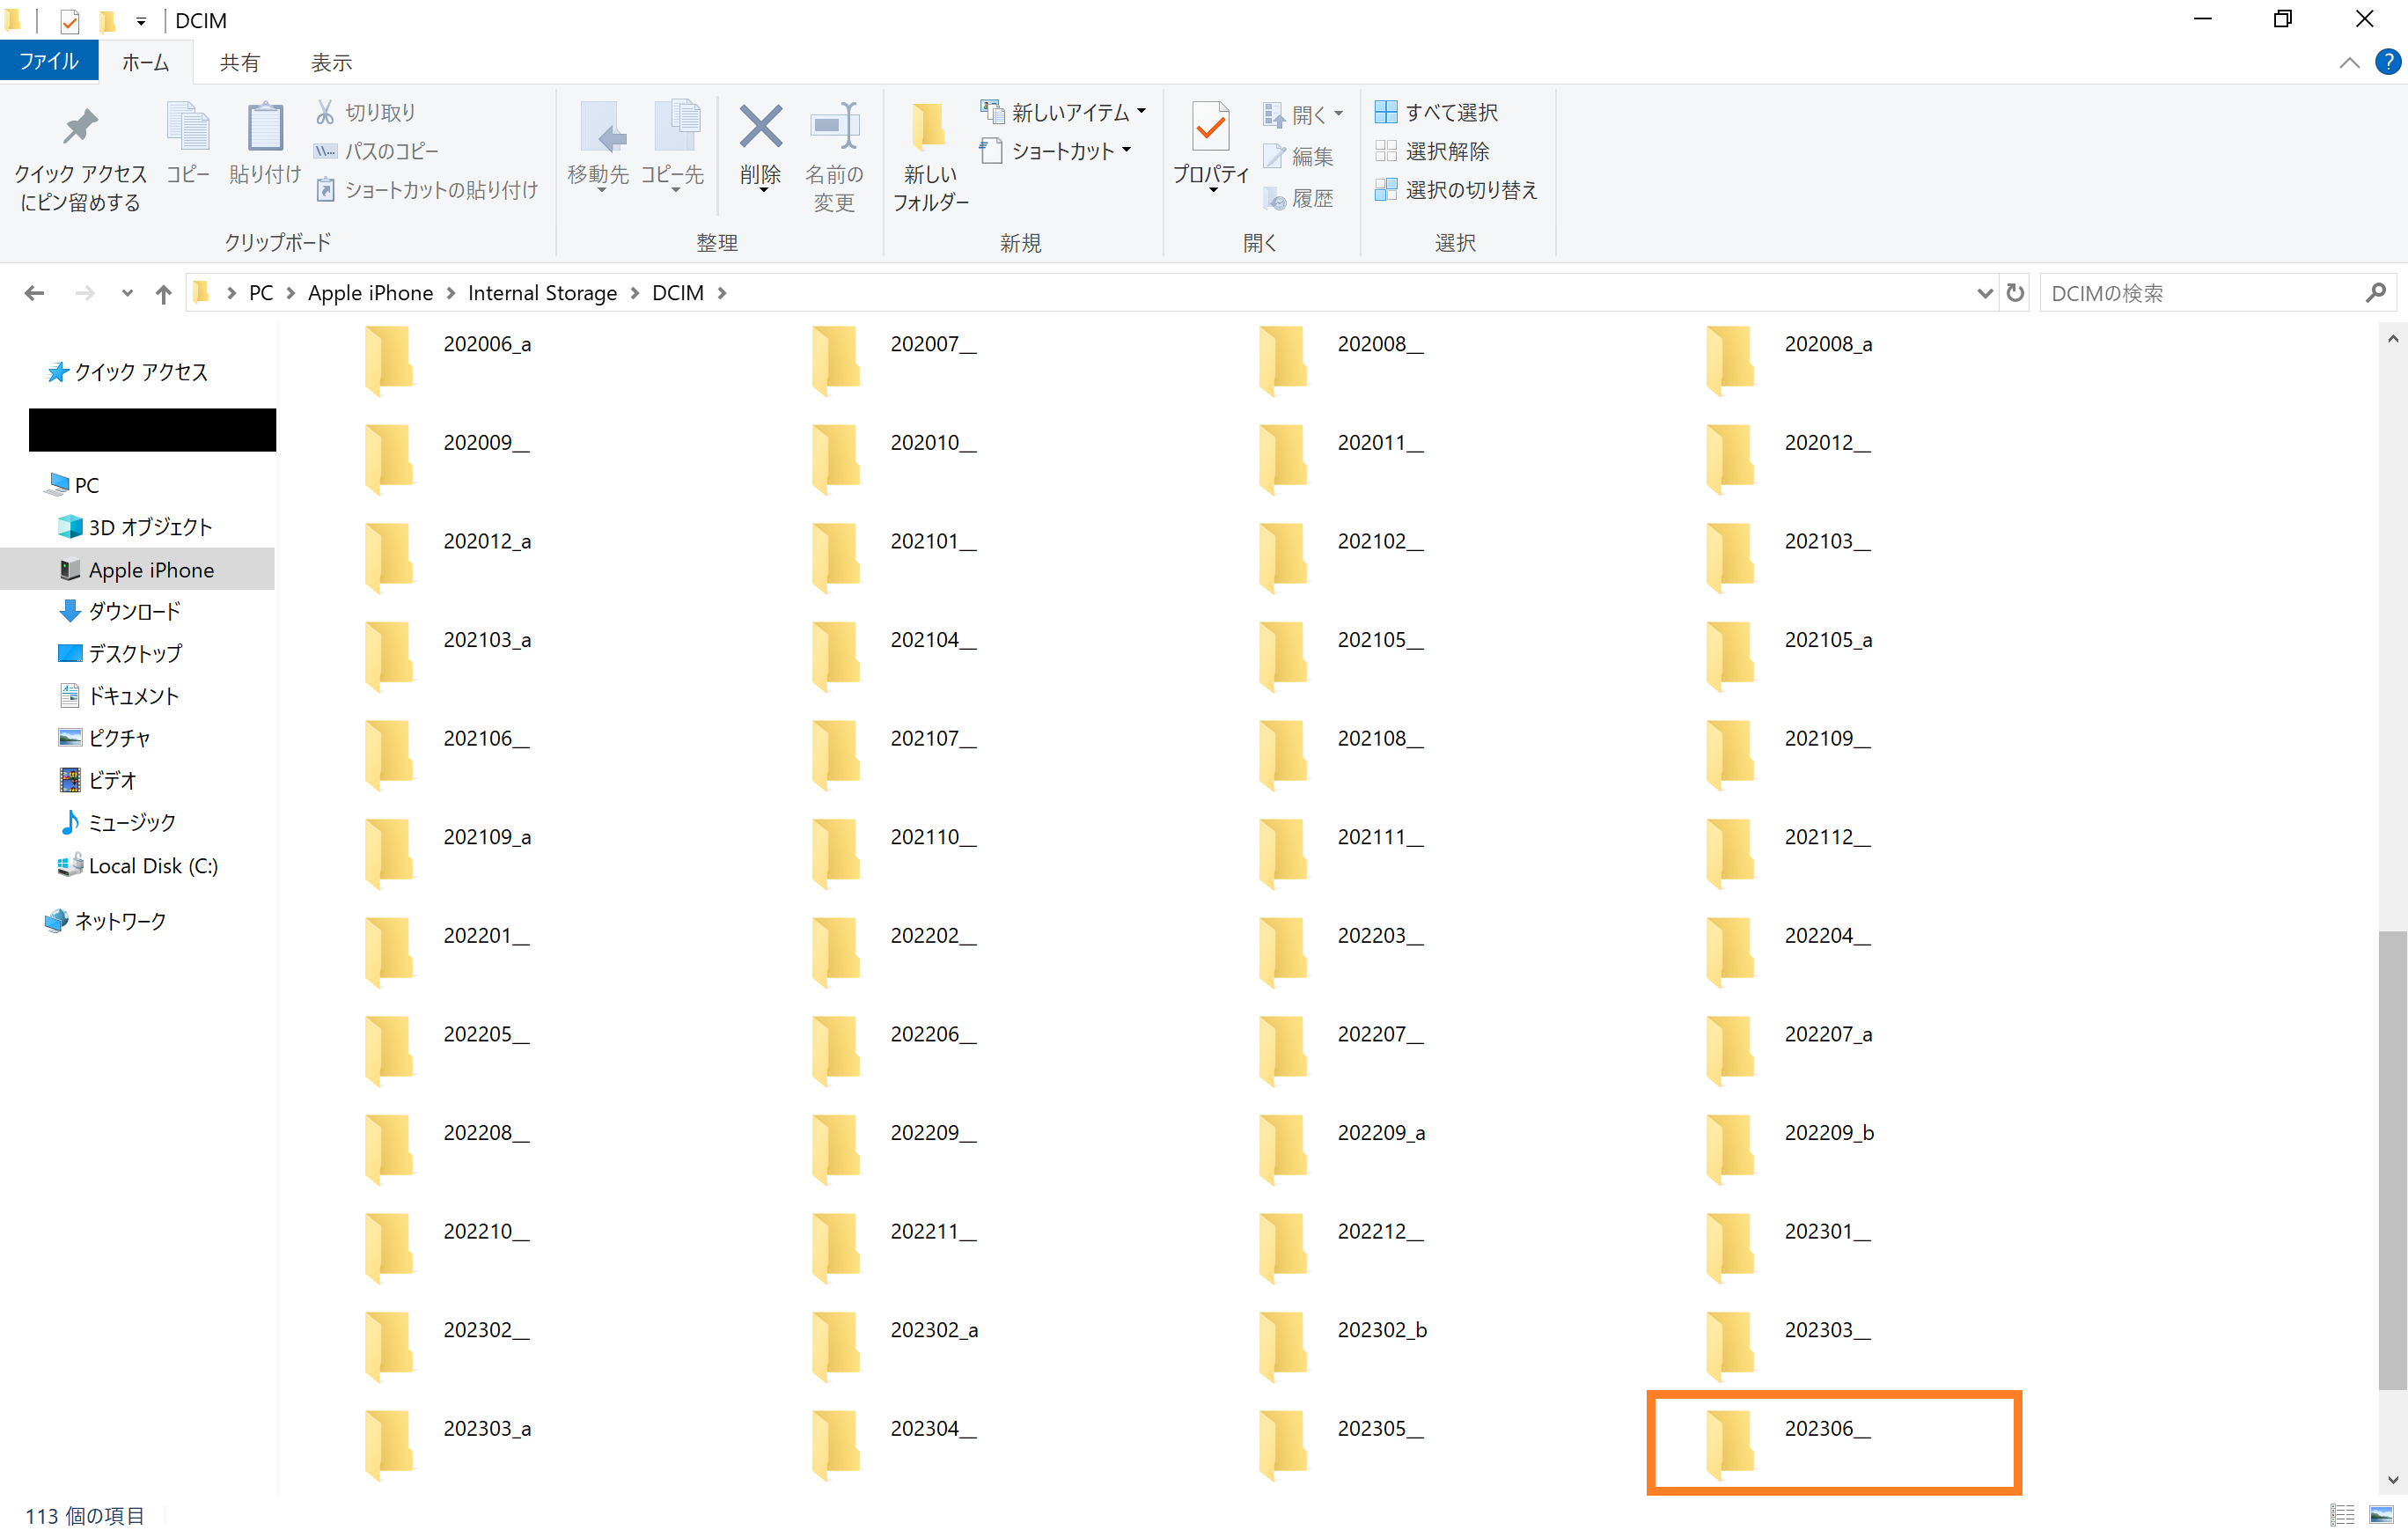 DCIM
ファイル ホーム 共有 表示
クイック アクセス
にピン留めする
コピー
貼り付け
切り取り
パスのコピー
ショートカットの貼り付け
クリップボード
移動先
コピー先
削除
名前の
変更
整理
新しい
フォルダー
新しいアイテム
ショートカット
新規
プロパティ
開く
編集
履歴
開く
すべて選択
選択解除
選択の切り替え
選択
PC > Apple iPhone > Internal Storage > DCIM >
DCIMの検索
クイック アクセス
PC
3D オブジェクト
Apple iPhone
ダウンロード
デスクトップ
ドキュメント
ピクチャ
ビデオ
ミュージック
Local Disk (C:)
ネットワーク
202006_a 202007__ 202008__ 202008_a
202009__ 202010__ 202011__ 202012__
202012_a 202101__ 202102__ 202103__
202103_a 202104__ 202105__ 202105_a
202106__ 202107__ 202108__ 202109__
202109_a 202110__ 202111__ 202112__
202201__ 202202__ 202203__ 202204__
202205__ 202206__ 202207__ 202207_a
202208__ 202209__ 202209_a 202209_b
202210__ 202211__ 202212__ 202301__
202302__ 202302_a 202302_b 202303__
202303_a 202304__ 202305__ 202306__
113 個の項目